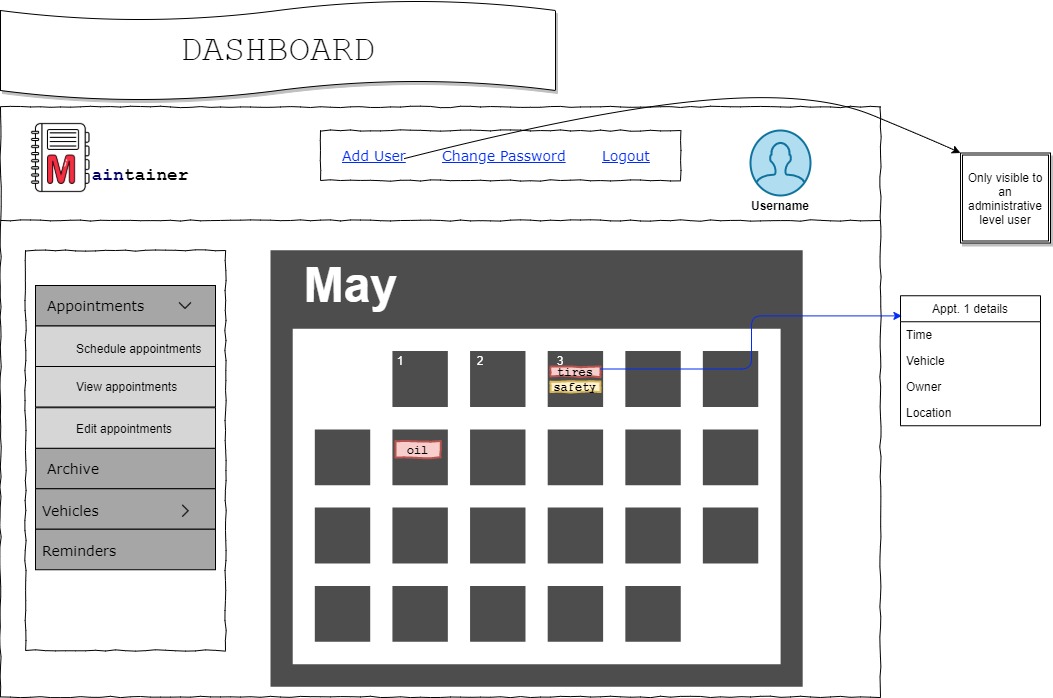 DASHBOARD
Maintainer
Add User
Change Password
Logout
Username
Only visible to
an
administrative
level user
Appointments
Schedule appointments
View appointments
Edit appointments
Archive
Vehicles
Reminders
May
1
2
3
tires
safety
oil
Appt. 1 details
Time
Vehicle
Owner
Location